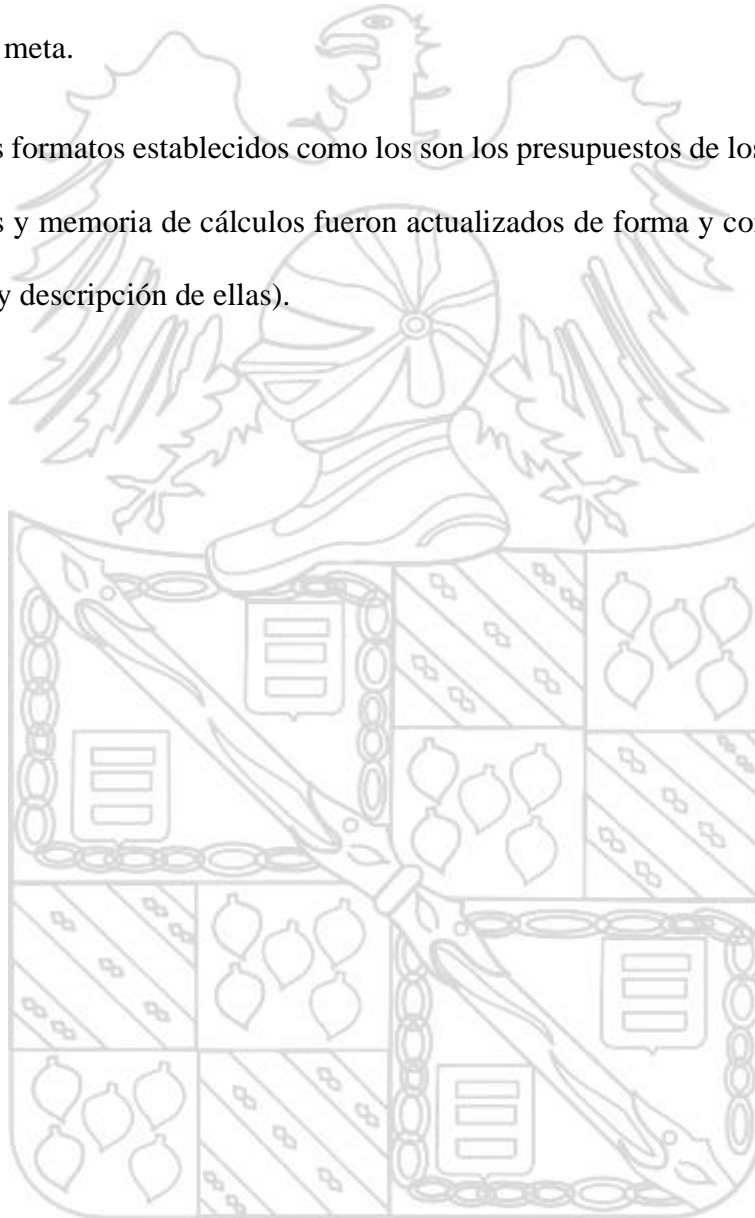 meta.
s formatos establecidos como los son los presupuestos de los
s y memoria de cálculos fueron actualizados de forma y co
y descripción de ellas).